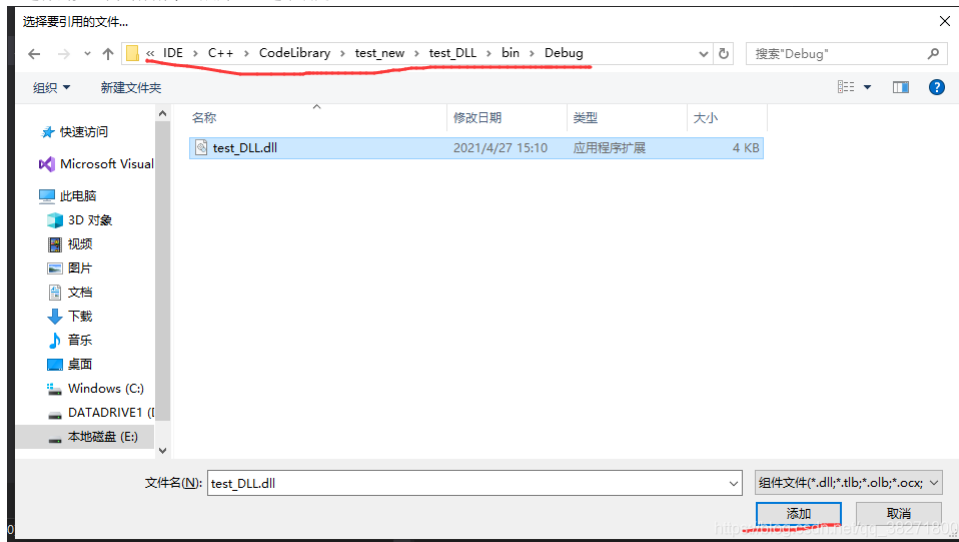 选择要引用的文件...
« IDE > C++ > CodeLibrary > test_new > test_DLL > bin > Debug
搜索"Debug"
组织
新建文件夹
名称 修改日期 类型 大小
test_DLL.dll 2021/4/27 15:10 应用程序扩展 4 KB
快速访问
Microsoft Visual
此电脑
3D 对象
视频
图片
文档
下载
音乐
桌面
Windows (C:)
DATADRIVE1 (
本地磁盘 (E:)
文件名(N): test_DLL.dll
组件文件(*.dll;*.tlb;*.olb;*.ocx;
添加 取消
https://blog.csdn.net/qq_38271809